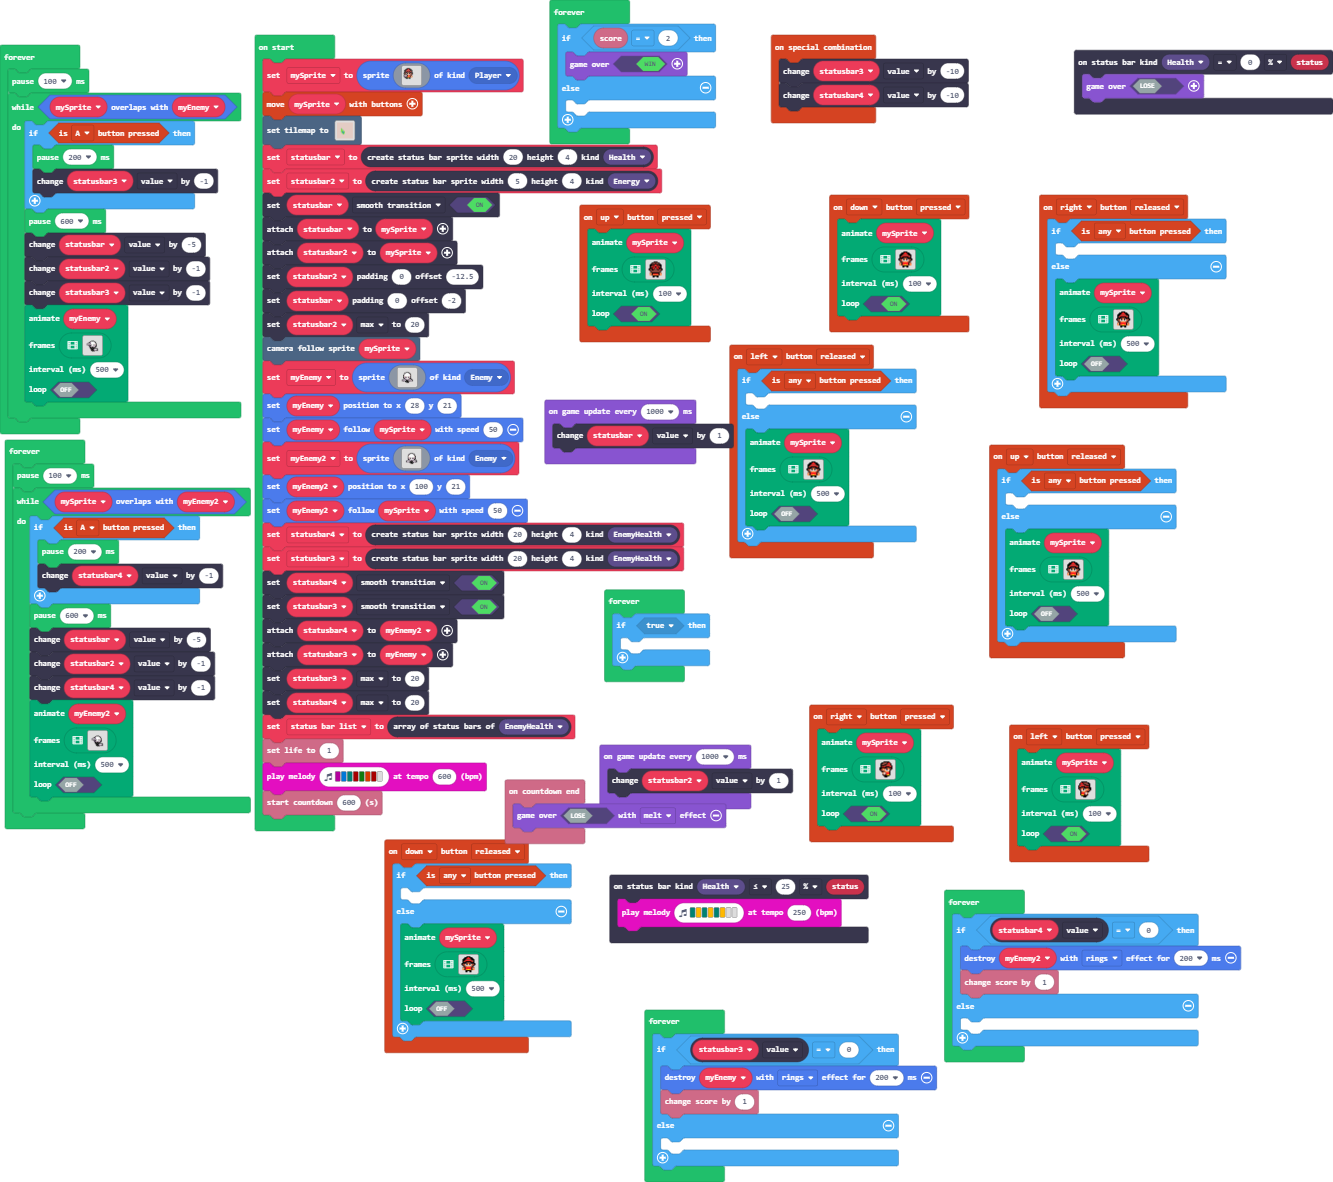 forever
pause 100 ms
while mySprite overlaps with myEnemy
do if is A button pressed then
pause 200 ms
change statusbar3 value by -1
pause 600 ms
change statusbar value by -5
change statusbar2 value by -1
change statusbar3 value by -1
animate myEnemy
frames
interval (ms) 500
loop OFF
forever
pause 100 ms
while mySprite overlaps with myEnemy2
do if is A button pressed then
pause 200 ms
change statusbar4 value by -1
pause 600 ms
change statusbar value by -5
change statusbar2 value by -1
change statusbar4 value by -1
animate myEnemy2
frames
interval (ms) 500
loop OFF
on start
set mySprite to sprite of kind Player
move mySprite with buttons
set tilemap to
set statusbar to create status bar sprite width 20 height 4 kind Health
set statusbar2 to create status bar sprite width 5 height 4 kind Energy
set statusbar smooth transition ON
attach statusbar to mySprite
attach statusbar2 to mySprite
set statusbar2 padding 0 offset -12.5
set statusbar padding 0 offset -2
set statusbar2 max to 20
camera follow sprite mySprite
set myEnemy to sprite of kind Enemy
set myEnemy position to x 28 y 21
set myEnemy follow mySprite with speed 50
set myEnemy2 to sprite of kind Enemy
set myEnemy2 position to x 100 y 21
set myEnemy2 follow mySprite with speed 50
set statusbar4 to create status bar sprite width 20 height 4 kind EnemyHealth
set statusbar3 to create status bar sprite width 20 height 4 kind EnemyHealth
set statusbar4 smooth transition ON
set statusbar3 smooth transition ON
attach statusbar4 to myEnemy2
attach statusbar3 to myEnemy
set statusbar3 max to 20
set statusbar4 max to 20
set status bar list to array of status bars of EnemyHealth
set life to 1
play melody at tempo 600 (bpm)
start countdown 600 (s)
forever
if score = 2 then
game over WIN
else
on special combination
change statusbar3 value by -10
change statusbar4 value by -10
on status bar kind Health = 0 % status
game over LOSE
on up button pressed
animate mySprite
frames
interval (ms) 100
loop ON
on down button pressed
animate mySprite
frames
interval (ms) 100
loop ON
on right button released
if is any button pressed then
else
animate mySprite
frames
interval (ms) 500
loop OFF
on left button released
if is any button pressed then
else
animate mySprite
frames
interval (ms) 500
loop OFF
on game update every 1000 ms
change statusbar value by 1
on up button released
if is any button pressed then
else
animate mySprite
frames
interval (ms) 500
loop OFF
forever
if true then
on right button pressed
animate mySprite
frames
interval (ms) 100
loop ON
on left button pressed
animate mySprite
frames
interval (ms) 100
loop ON
on game update every 1000 ms
change statusbar2 value by 1
on countdown end
game over LOSE with melt effect
on down button released
if is any button pressed then
else
animate mySprite
frames
interval (ms) 500
loop OFF
on status bar kind Health ≤ 25 % status
play melody at tempo 250 (bpm)
forever
if statusbar4 value = 0 then
destroy myEnemy2 with rings effect for 200 ms
change score by 1
else
forever
if statusbar3 value = 0 then
destroy myEnemy with rings effect for 200 ms
change score by 1
else